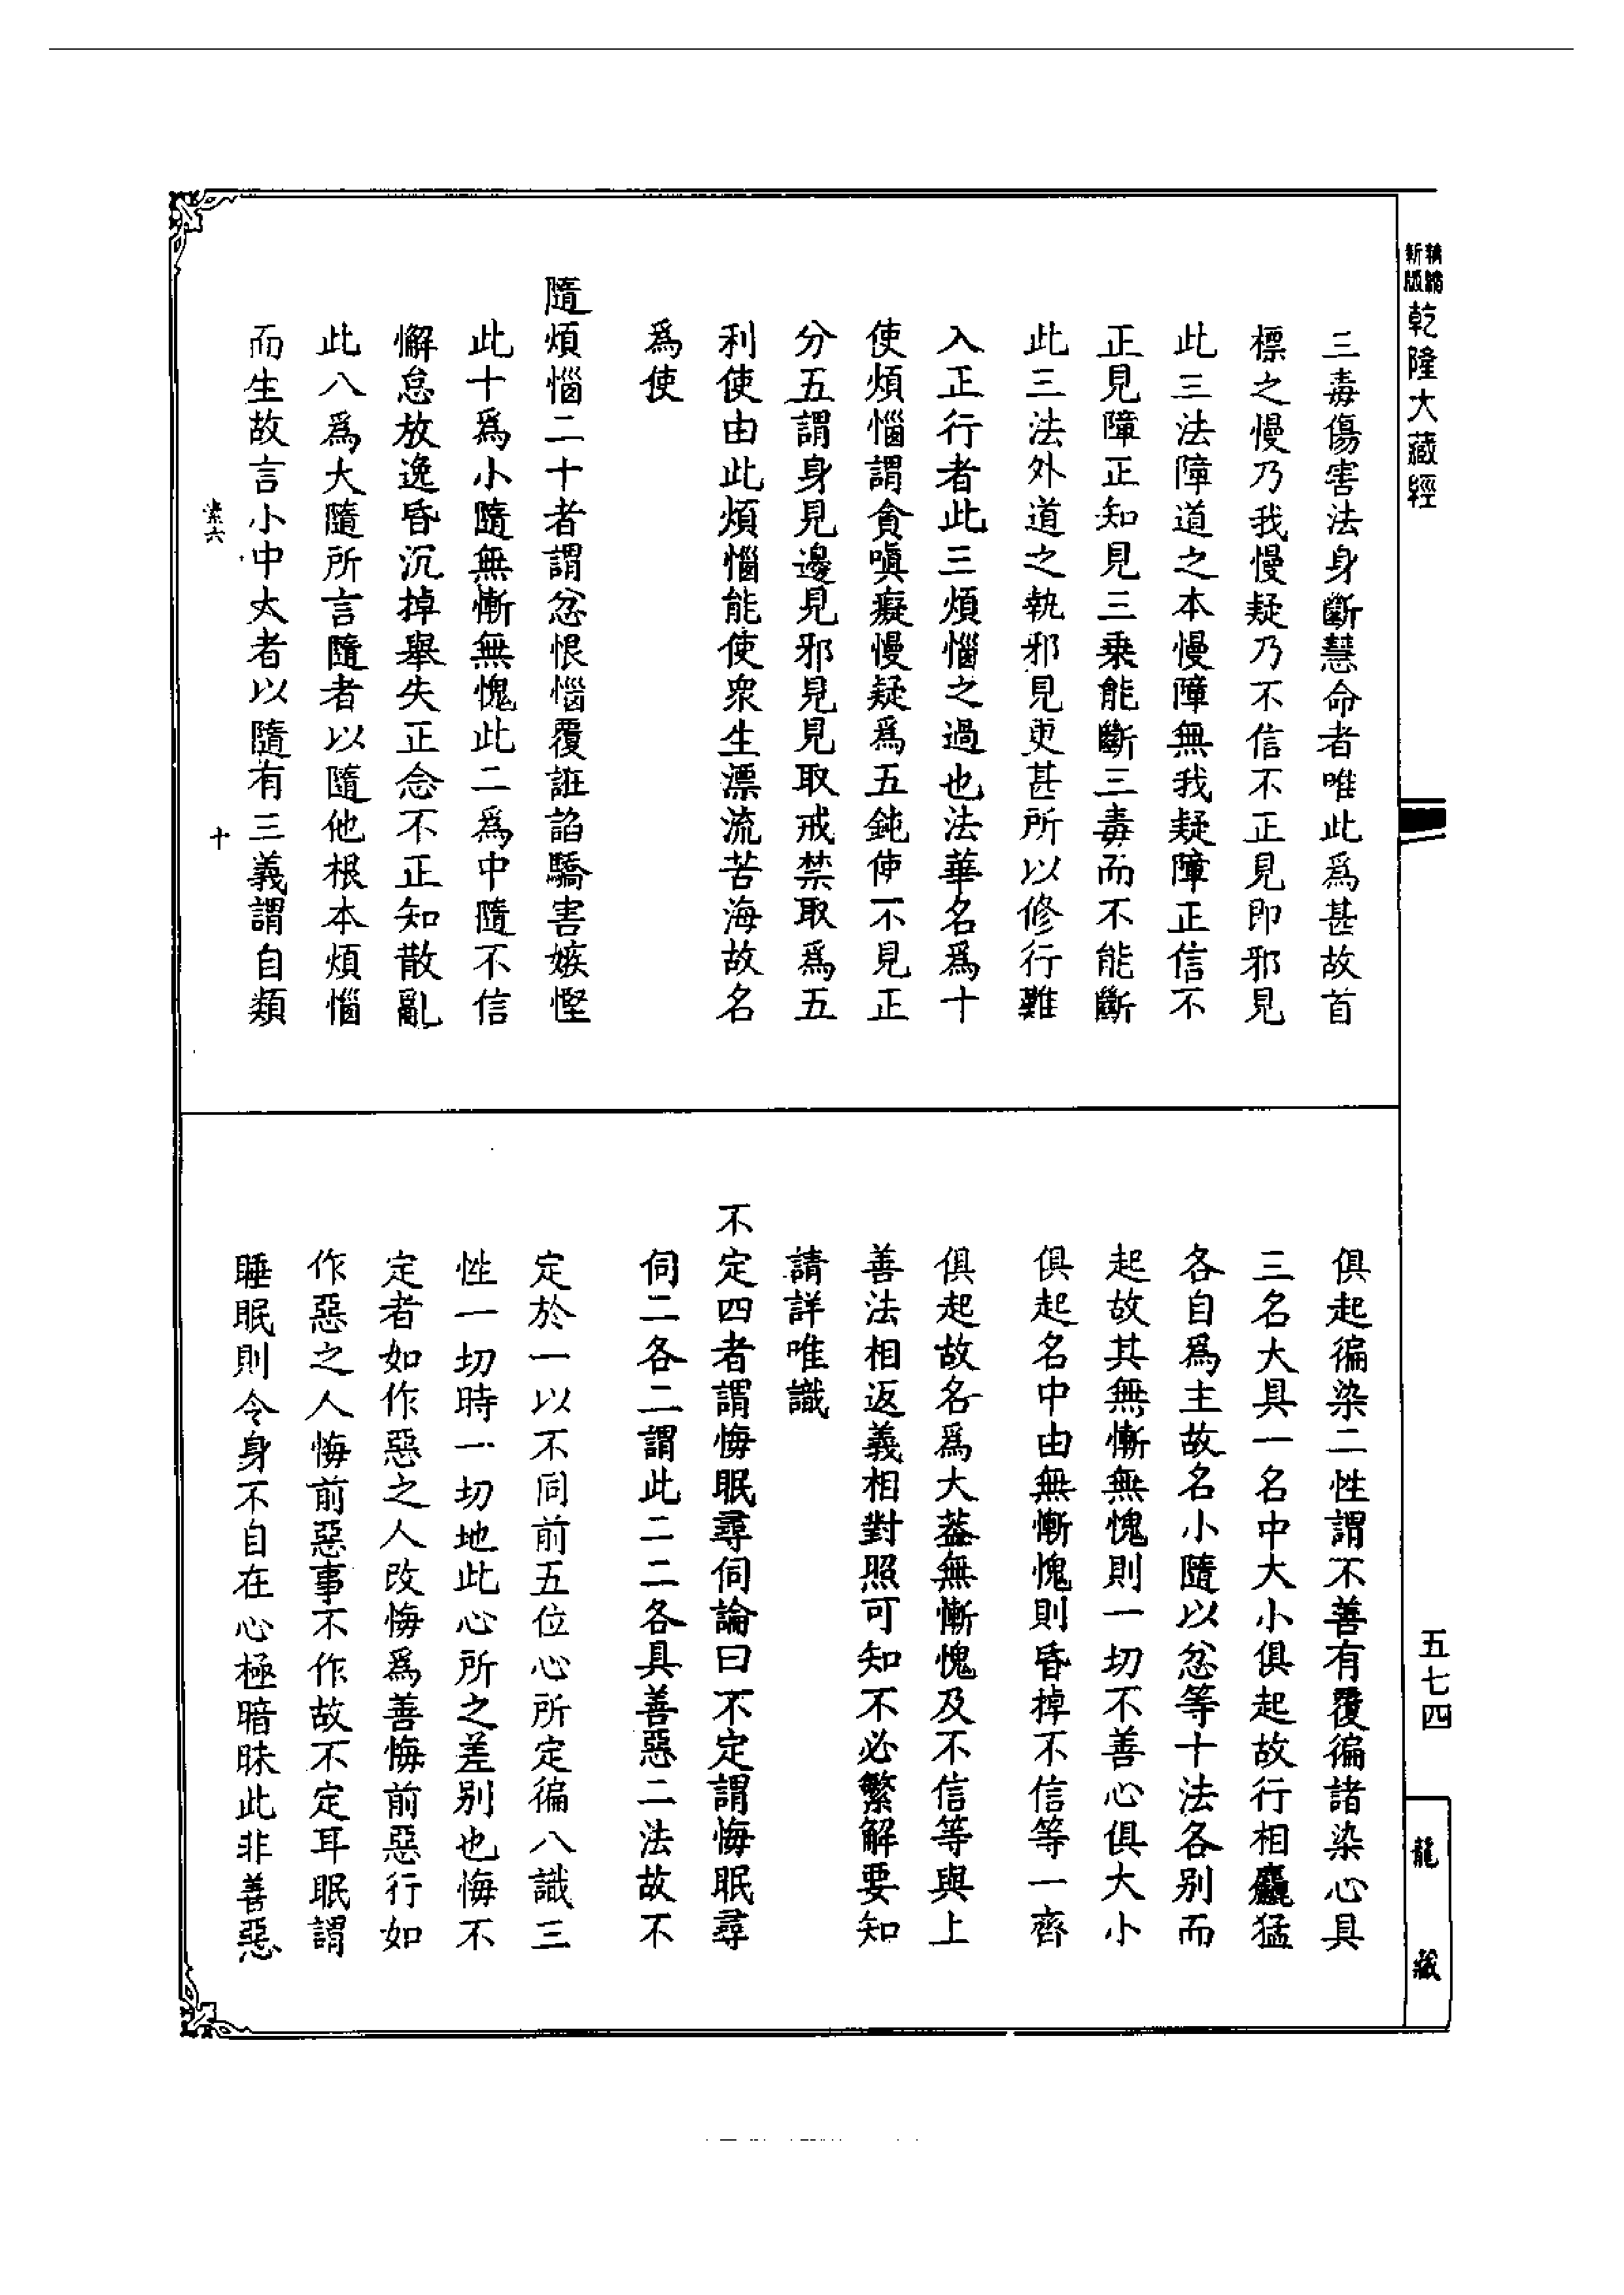 新縮
精版
乾隆大藏經
三毒傷害法身斷慧命者唯此爲甚故首
標之慢乃我慢疑乃不信不正見即邪見
此三法障道之本慢障無我疑障正信不
正見障正知見三乗能斷三毒而不能斷
此三法外道之執邪見更甚所以修行難
入正行者此三煩惱之過也法華名爲十
使煩惱謂貪嗔癡慢疑爲五鈍使不見正
分五謂身見邊見邪見見取戒禁取爲五
利使由此煩惱能使衆生漂流苦海故名
爲使
隨煩惱二十者謂忿恨惱覆誑諂驕害嫉慳
此十爲小隨無慚無愧此二爲中隨不信
懈怠放逸昏沉掉舉失正念不正知散亂
此八爲大隨所言隨者以隨他根本煩惱
而生故言小中大者以隨有三義謂自類
素六
十
俱起徧染二性謂不善有覆徧諸染心具
三名大具一名中大小俱起故行相麤猛
各自爲主故名小隨以忿等十法各别而
起故其無慚無愧則一切不善心俱大小
俱起名中由無慚愧則昏掉不信等一齊
俱起故名爲大葢無慚愧及不信等與上
善法相返義相對照可知不必繁解要知
請詳唯識
不定四者謂悔眠尋伺論曰不定謂悔眠尋
伺二各二謂此二二各具善惡二法故不
定於一以不同前五位心所定徧八識三
性一切時一切地此心所之差别也悔不
定者如作惡之人改悔爲善悔前惡行如
作惡之人悔前惡事不作故不定耳眠謂
睡眠則令身不自在心極暗昧此非善惡
五七四
龍藏